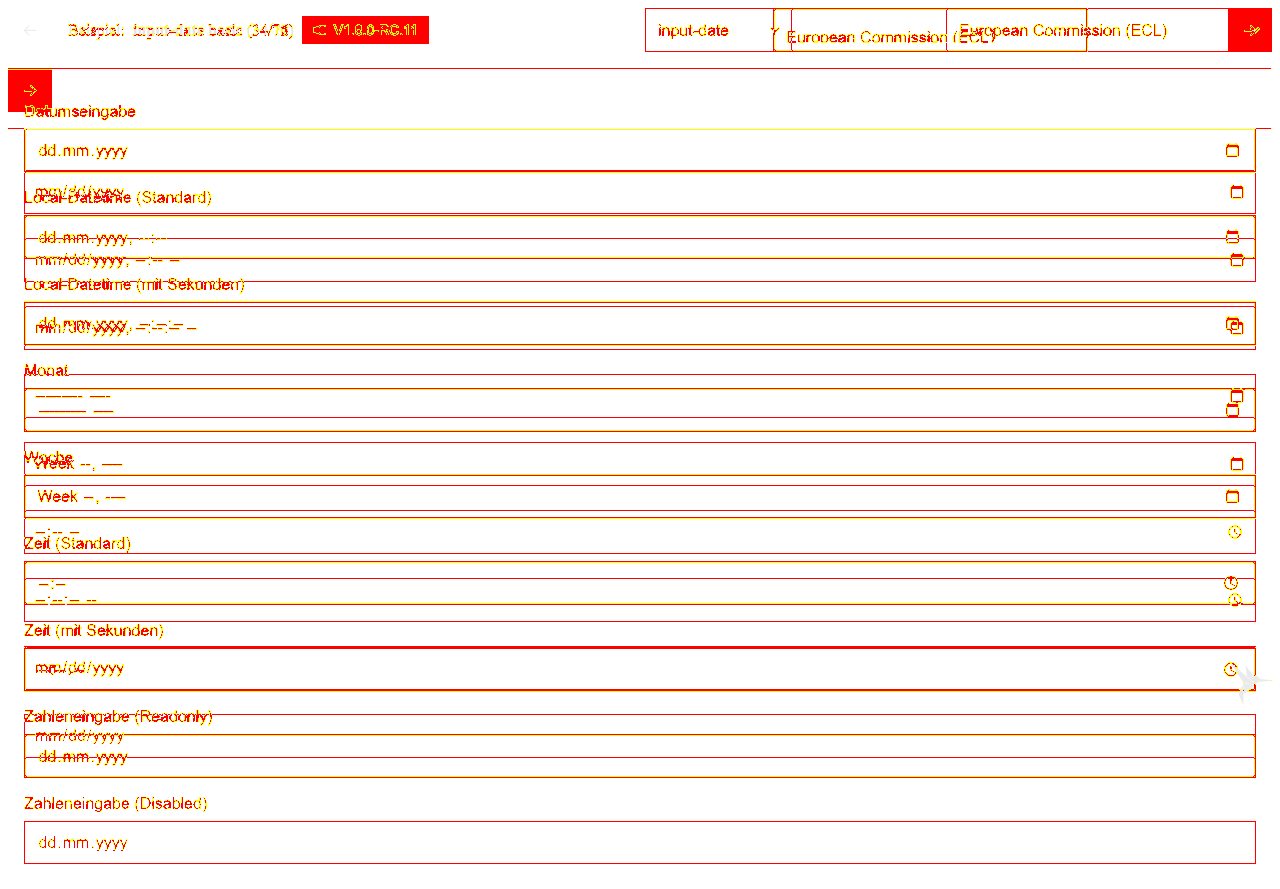 Beispiel: input-date basis (34/78) V1.0.0-RC.11 input-date European Commission (ECL) European Commission (ECL)
Datumseingabe
dd.mm.yyyy
mm/dd/yyyy
Local-Datetime (Standard)
dd.mm.yyyy, --:--
mm/dd/yyyy, --:-- --
Local-Datetime (mit Sekunden)
dd.mm.yyyy, --:--:--
mm/dd/yyyy, --:--:-- --
Monat
Woche
Week --, ----
Week --, ----
--:-- --
Zeit (Standard)
--:--
--:--:-- --
Zeit (mit Sekunden)
mm/dd/yyyy
Zahleneingabe (Readonly)
mm/dd/yyyy
dd.mm.yyyy
Zahleneingabe (Disabled)
dd.mm.yyyy